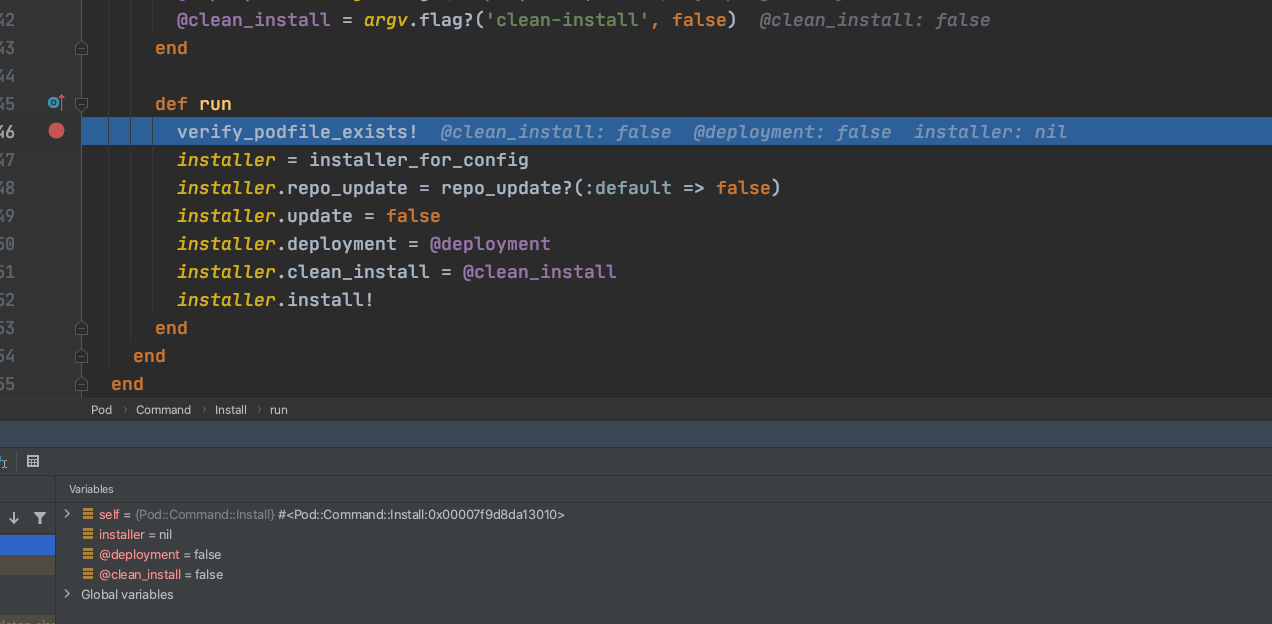 42 @clean_install = argv.flag?('clean-install', false) @clean_install: false
43 end
44
45 def run
46 verify_podfile_exists! @clean_install: false @deployment: false installer: nil
47 installer = installer_for_config
48 installer.repo_update = repo_update?(:default => false)
49 installer.update = false
50 installer.deployment = @deployment
51 installer.clean_install = @clean_install
52 installer.install!
53 end
54 end
55 end
Pod › Command › Install › run
Variables
self = {Pod::Command::Install} #<Pod::Command::Install:0x00007f9d8da13010>
installer = nil
@deployment = false
@clean_install = false
Global variables